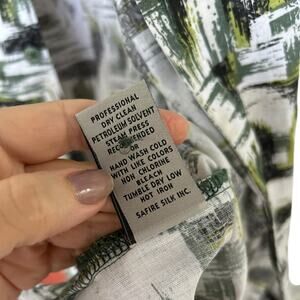 PROFESSIONAL
DRY CLEAN
PETROLEUM SOLVENT
STEAM PRESS
RECOMMENDED
OR
HAND WASH COLD
WITH LIKE COLORS
NON CHLORINE
BLEACH
TUMBLE DRY LOW
HOT IRON
SAFIRE SILK INC.